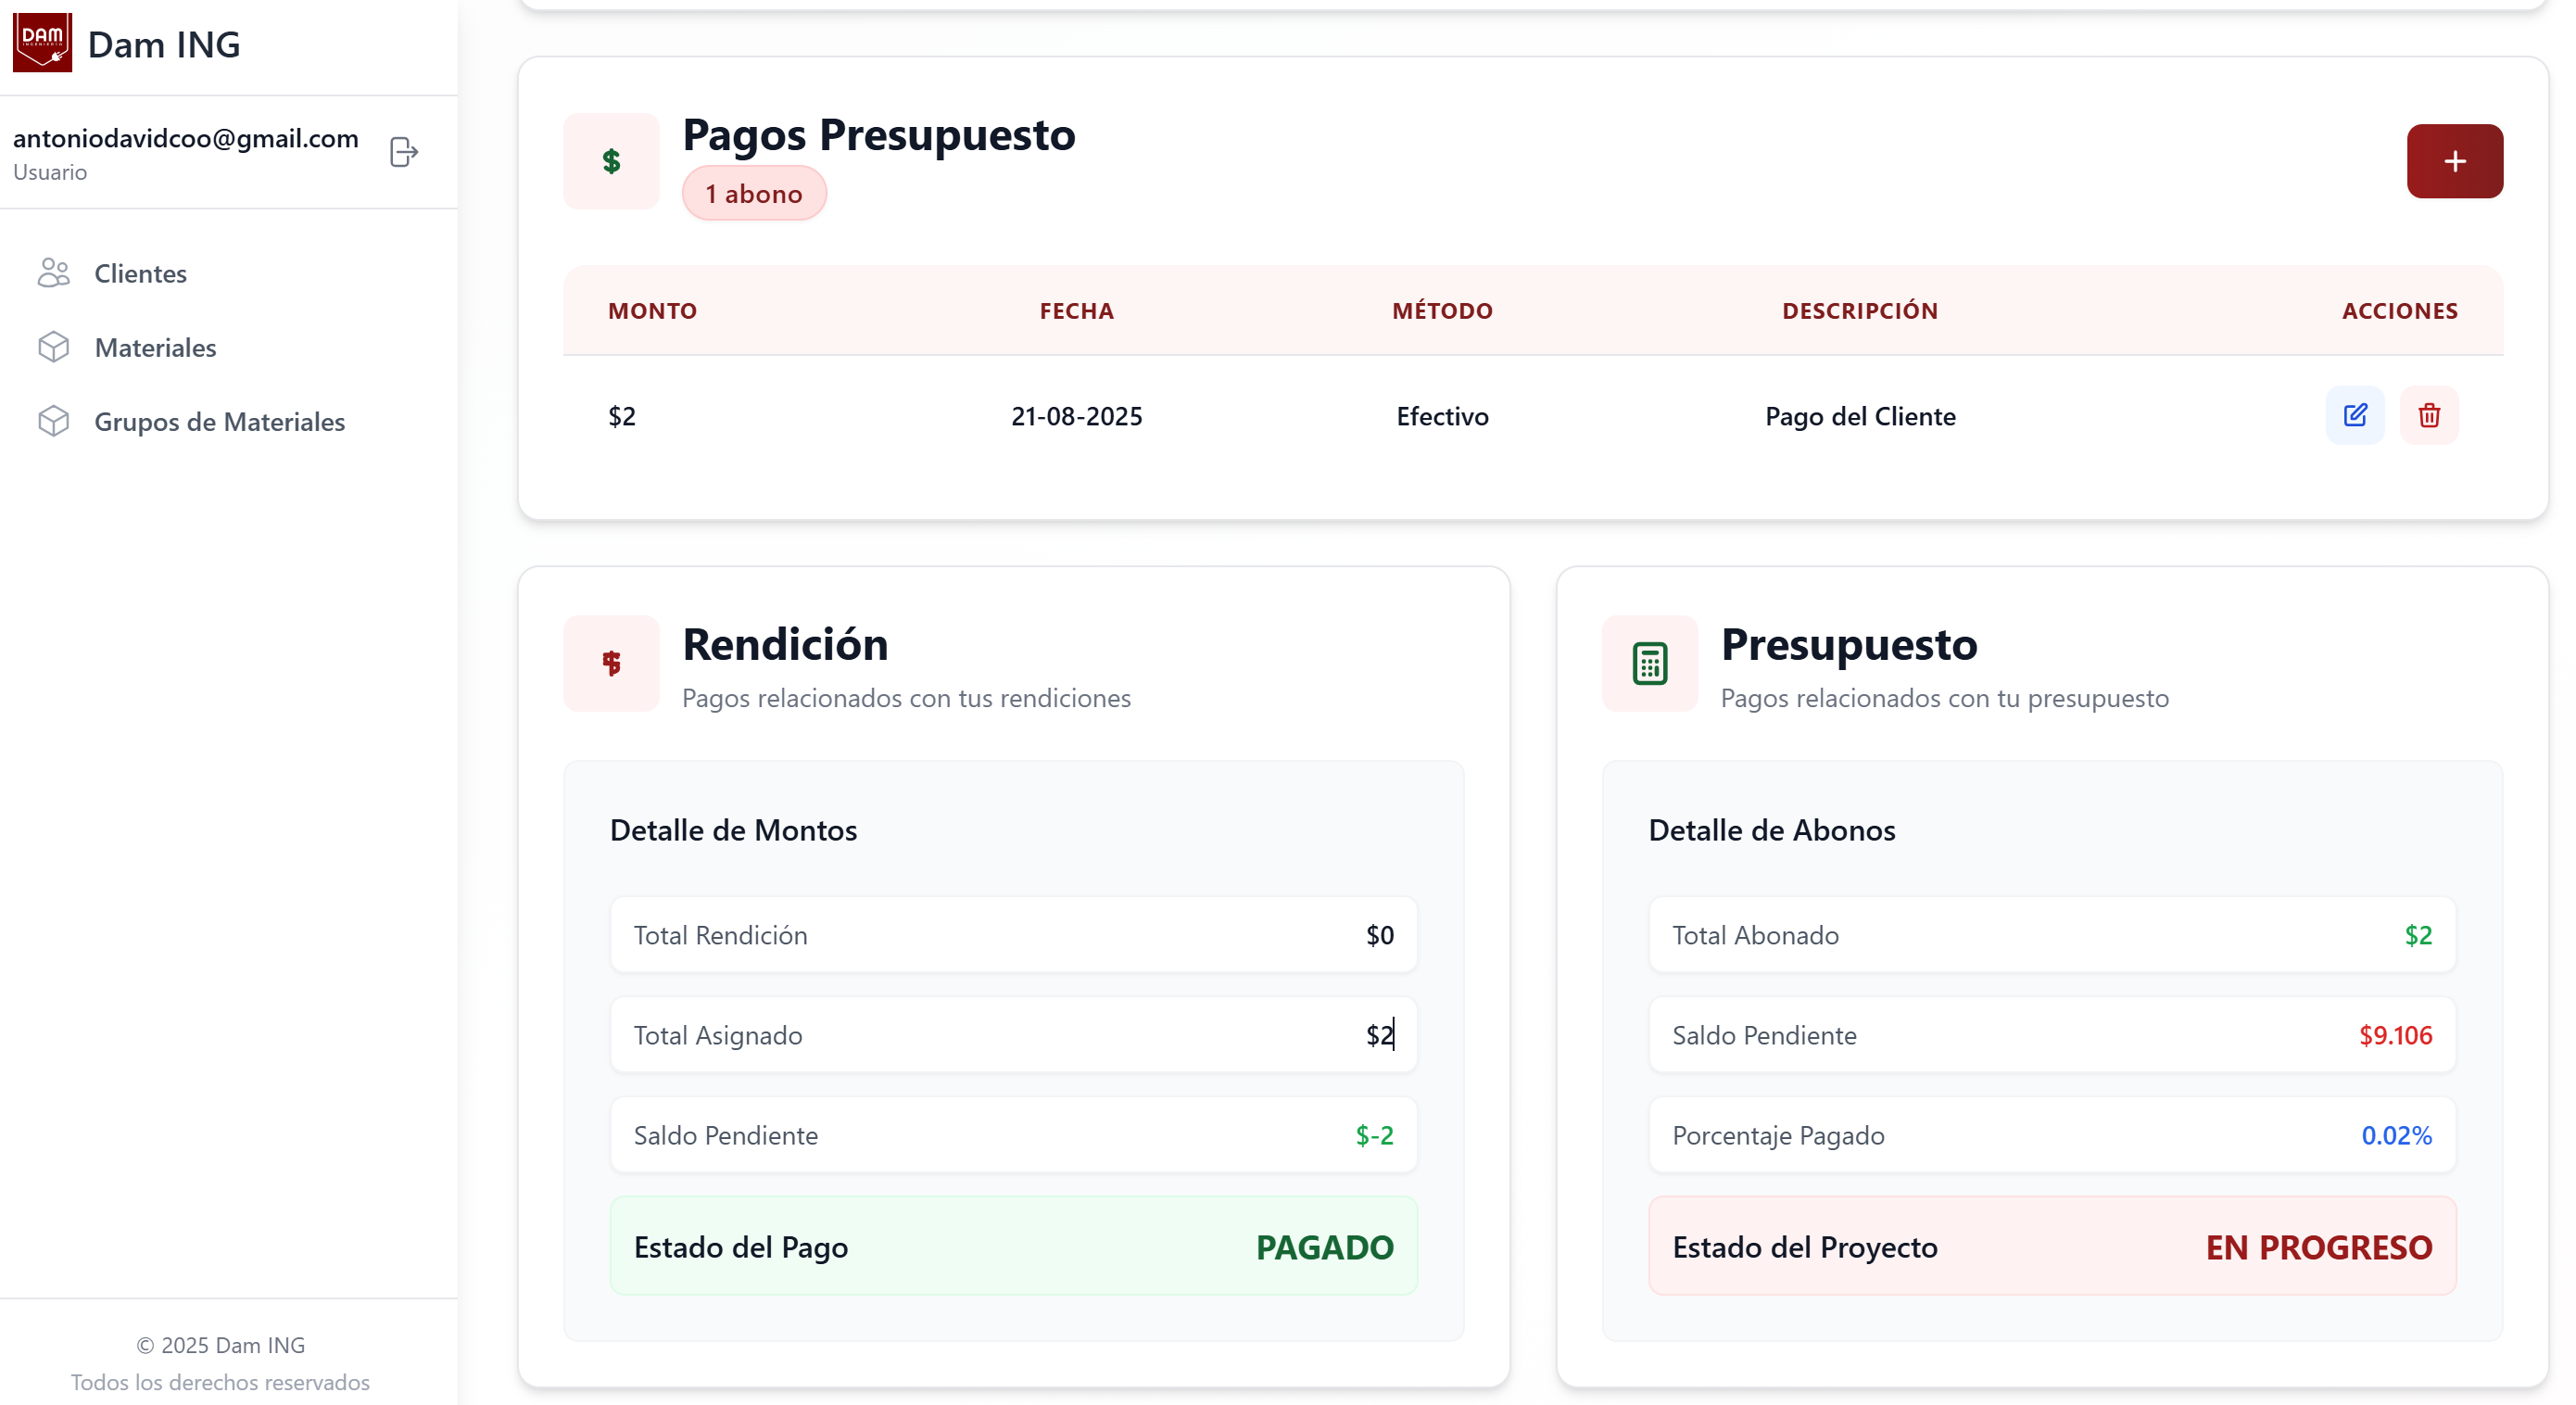 DAM
INGENIERIA
Dam ING
antoniodavidcoo@gmail.com
Usuario
Clientes
Materiales
Grupos de Materiales
© 2025 Dam ING
Todos los derechos reservados
Pagos Presupuesto
1 abono
+
MONTO FECHA MÉTODO DESCRIPCIÓN ACCIONES
$2 21-08-2025 Efectivo Pago del Cliente
Rendición
Pagos relacionados con tus rendiciones
Detalle de Montos
Total Rendición $0
Total Asignado $2
Saldo Pendiente $-2
Estado del Pago PAGADO
Presupuesto
Pagos relacionados con tu presupuesto
Detalle de Abonos
Total Abonado $2
Saldo Pendiente $9.106
Porcentaje Pagado 0.02%
Estado del Proyecto EN PROGRESO